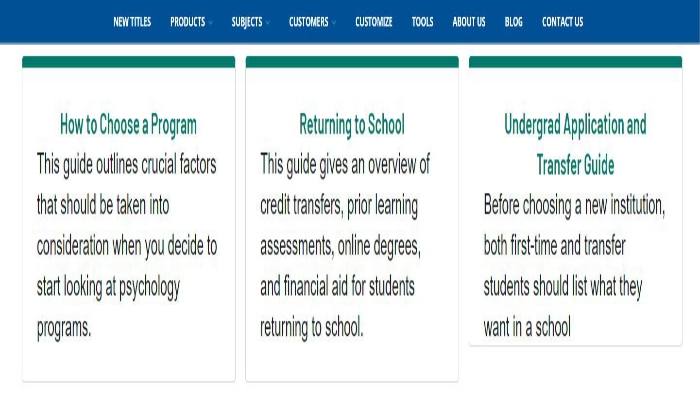 NEW TITLES PRODUCTS SUBJECTS CUSTOMERS CUSTOMIZE TOOLS ABOUT US BLOG CONTACT US
How to Choose a Program
This guide outlines crucial factors
that should be taken into
consideration when you decide to
start looking at psychology
programs.
Returning to School
This guide gives an overview of
credit transfers, prior learning
assessments, online degrees,
and financial aid for students
returning to school.
Undergrad Application and
Transfer Guide
Before choosing a new institution,
both first-time and transfer
students should list what they
want in a school